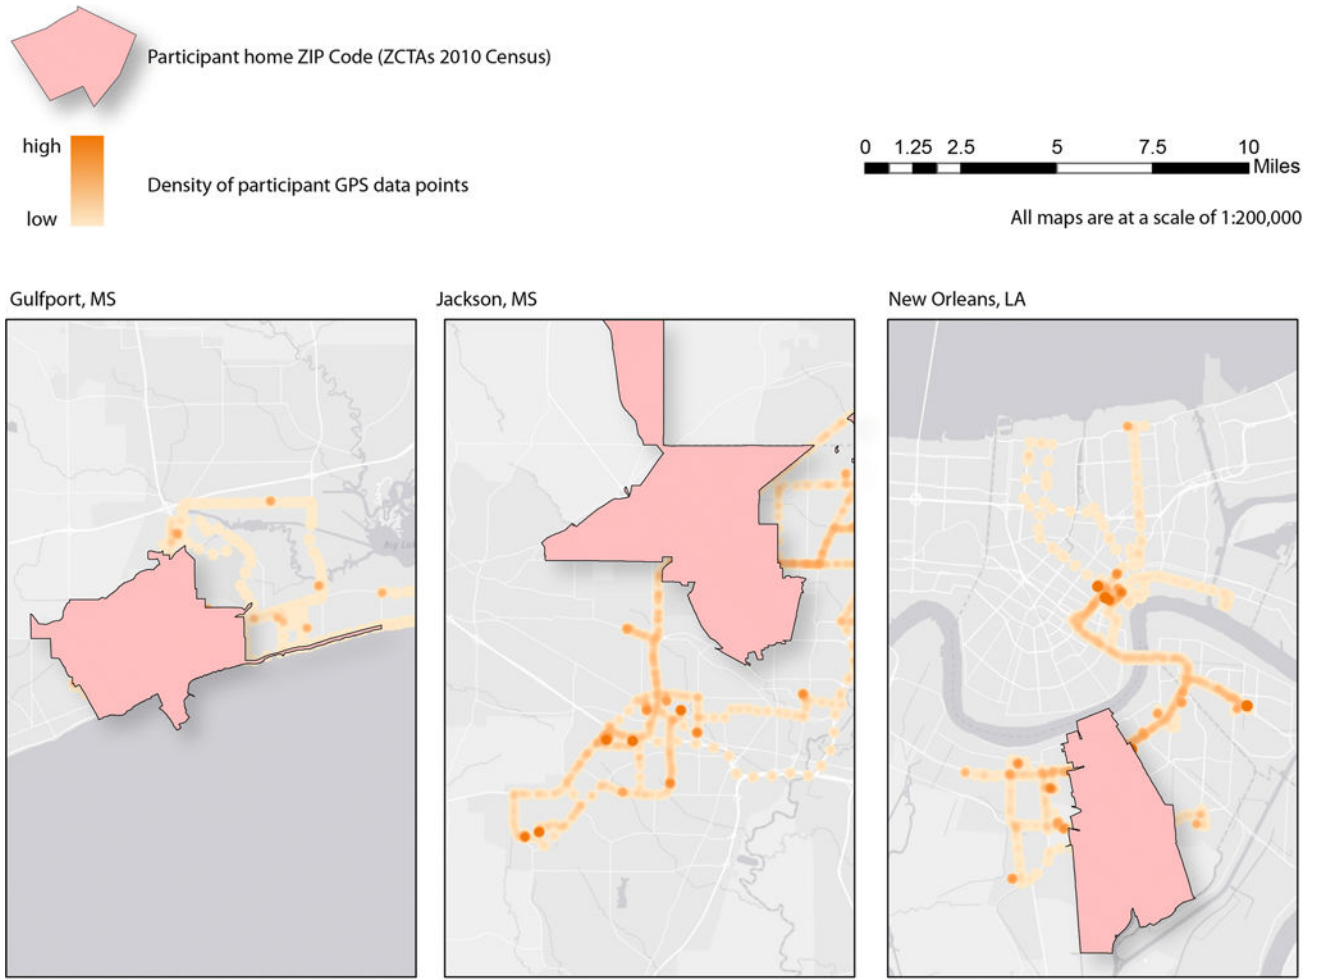 Participant home ZIP Code (ZCTAs 2010 Census)
high
Density of participant GPS data points
low
0 1.25 2.5 5 7.5 10
Miles
All maps are at a scale of 1:200,000
Gulfport, MS
Jackson, MS
New Orleans, LA